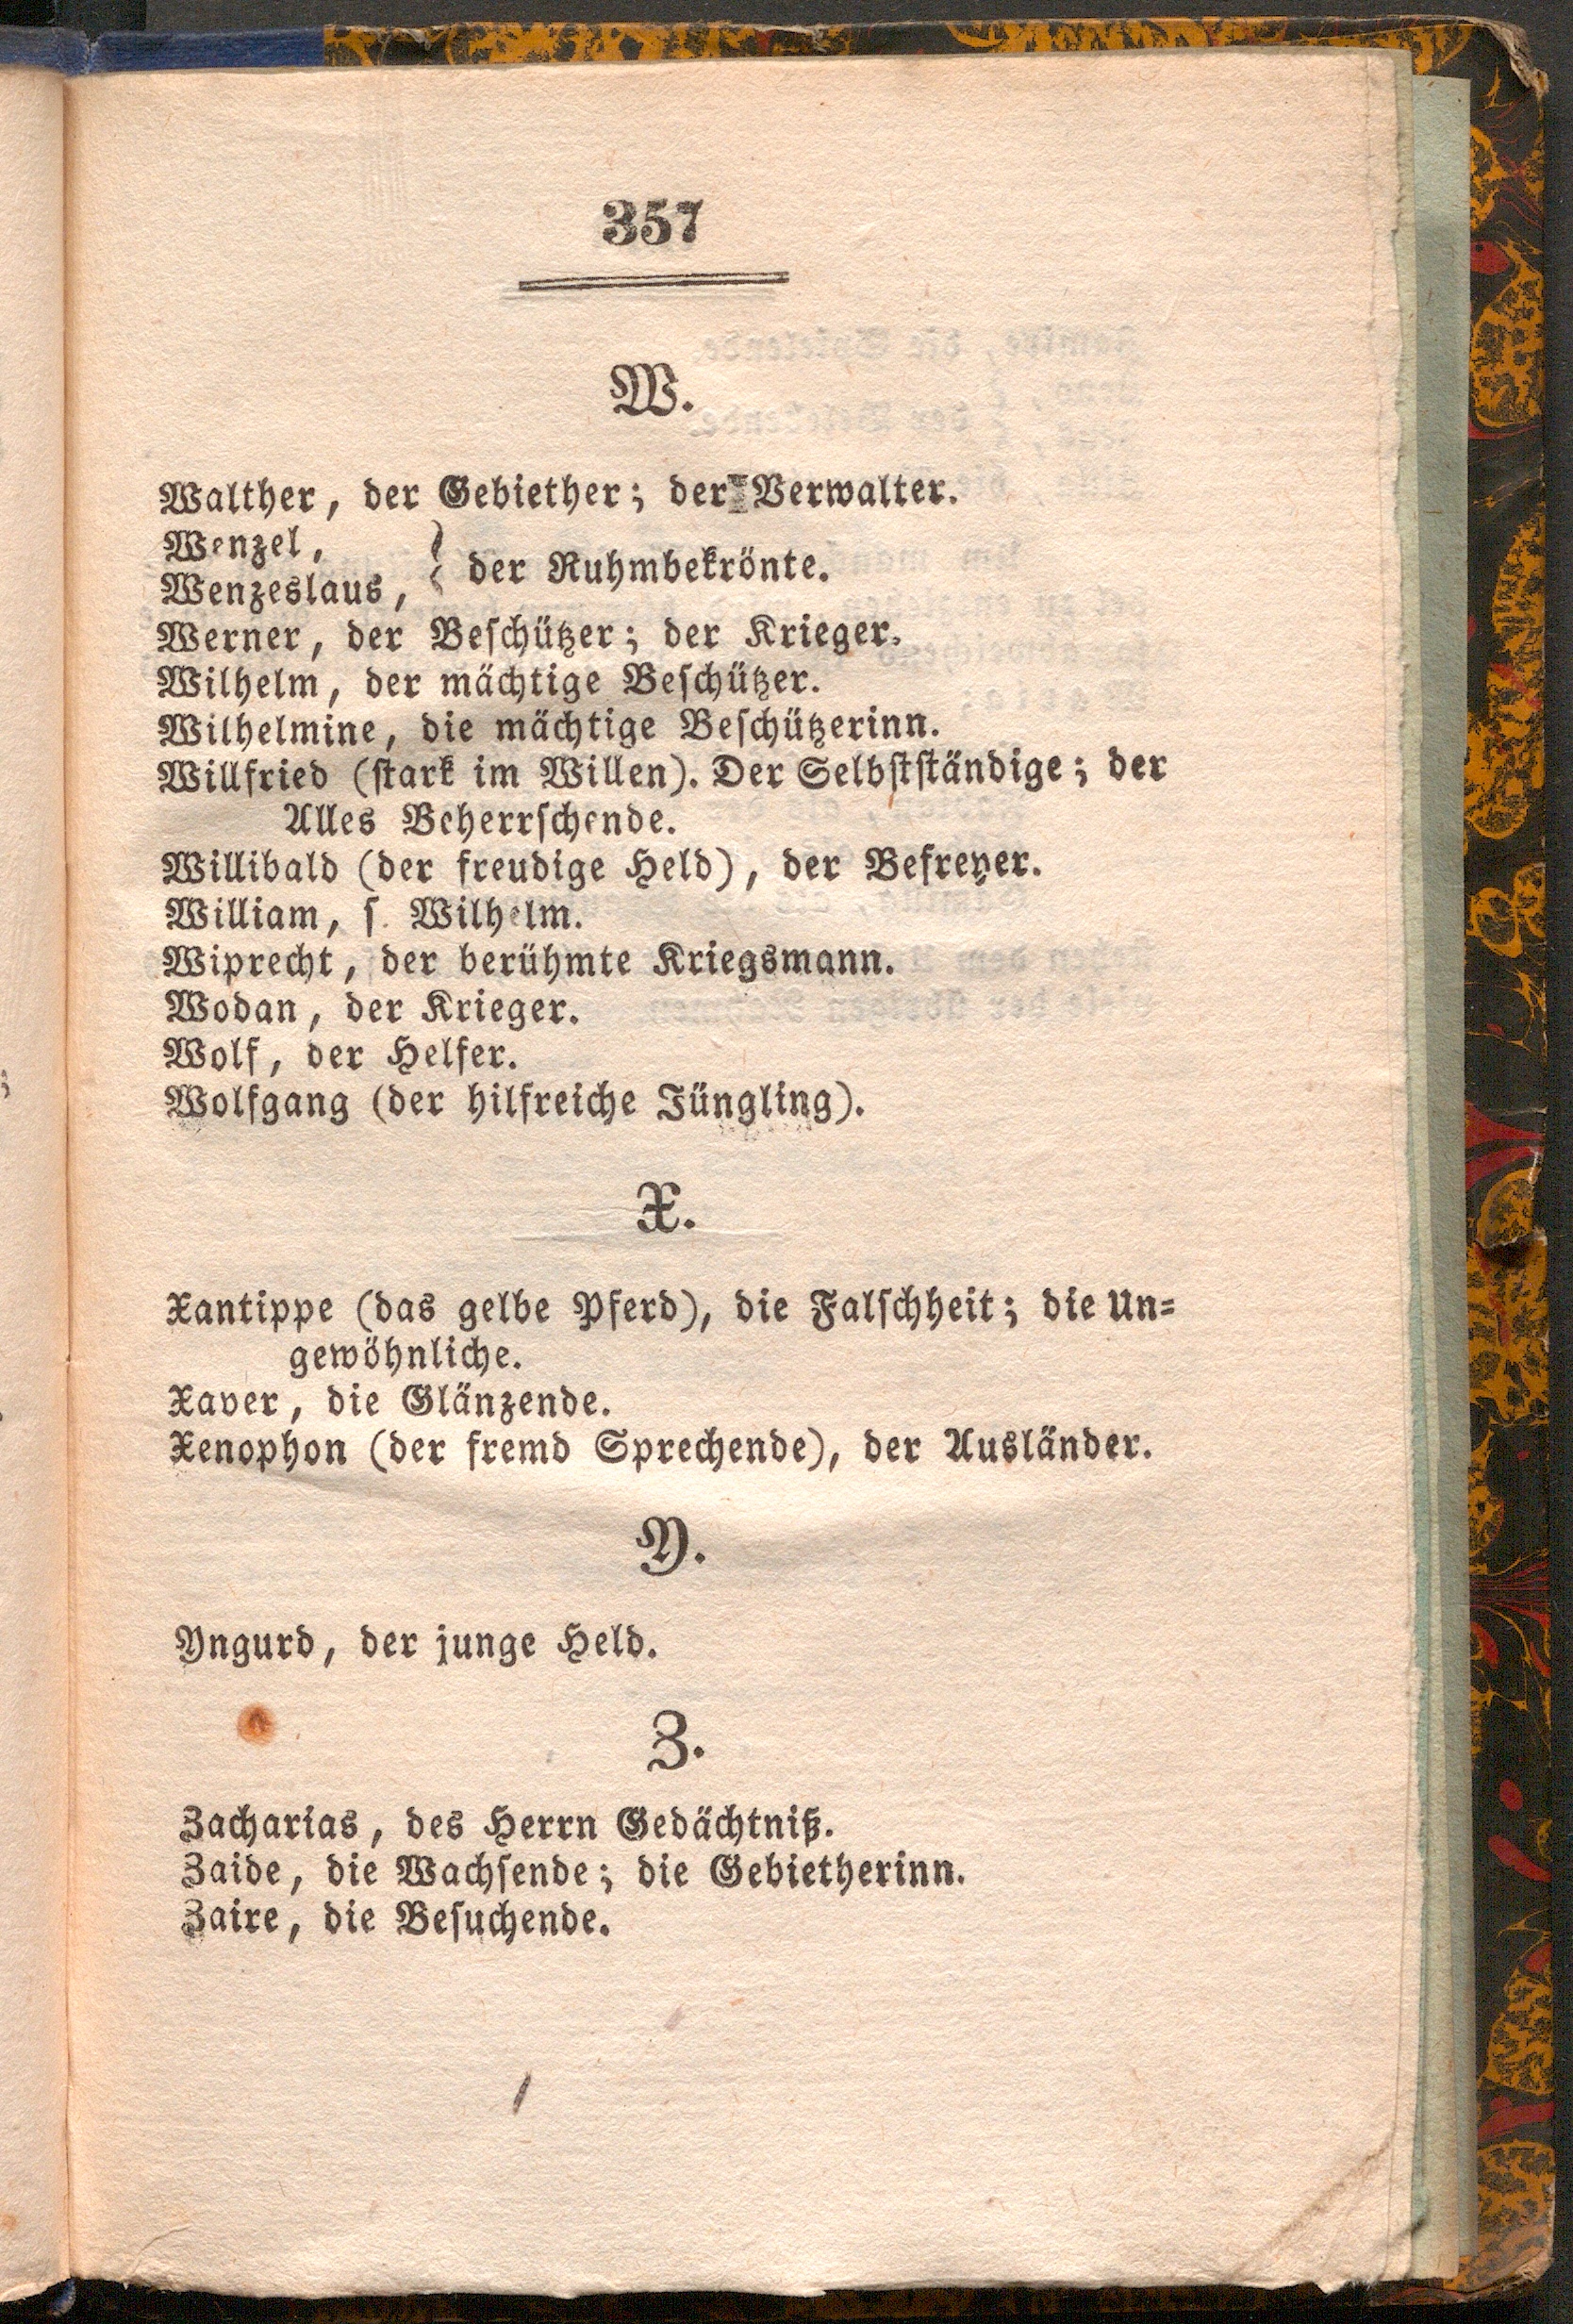 357
W.
Walther, der Gebiether; der Verwalter.
Wenzel,
Wenzeslaus, } der Ruhmbekrönte.
Werner, der Beschützer; der Krieger.
Wilhelm, der mächtige Beschützer.
Wilhelmine, die mächtige Beschützerinn.
Willfried (stark im Willen). Der Selbstständige; der
Alles Beherrschende.
Willibald (der freudige Held), der Befreyer.
William, s. Wilhelm.
Wiprecht, der berühmte Kriegsmann.
Wodan, der Krieger.
Wolf, der Helfer.
Wolfgang (der hilfreiche Jüngling).
X.
Xantippe (das gelbe Pferd), die Falschheit; die Un-
gewöhnliche.
Xaver, die Glänzende.
Xenophon (der fremd Sprechende), der Ausländer.
Y.
Yngurd, der junge Held.
Z.
Zacharias, des Herrn Gedächtniß.
Zaide, die Wachsende; die Gebietherinn.
Zaire, die Besuchende.